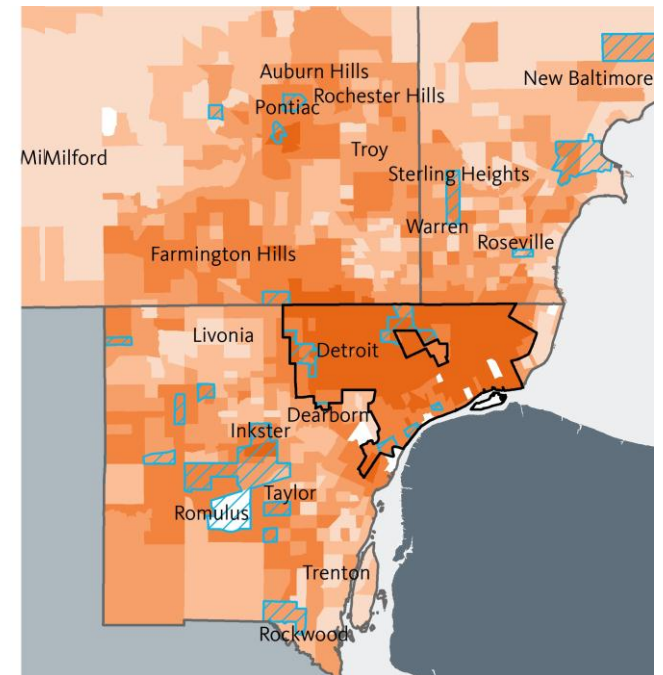 Auburn Hills
New Baltimore
Rochester Hills
Pontiac
Troy
MilMilford
Sterling Heights
Warren
Roseville
Farmington Hills
Livonia
Detroit
Dearborn
Inkster
Taylor
Romulus
Trenton
Rockwood